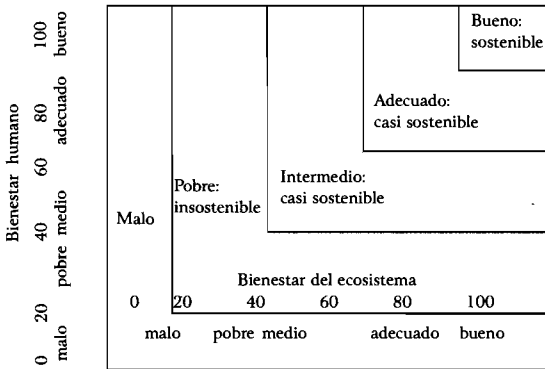 Bienestar humano
0 20 40 60 80 100
malo pobre medio adecuado bueno
Bueno:
sostenible
Adecuado:
casi sostenible
Intermedio:
casi sostenible
Pobre:
insostenible
Malo
Bienestar del ecosistema
0 20 40 60 80 100
malo pobre medio adecuado bueno